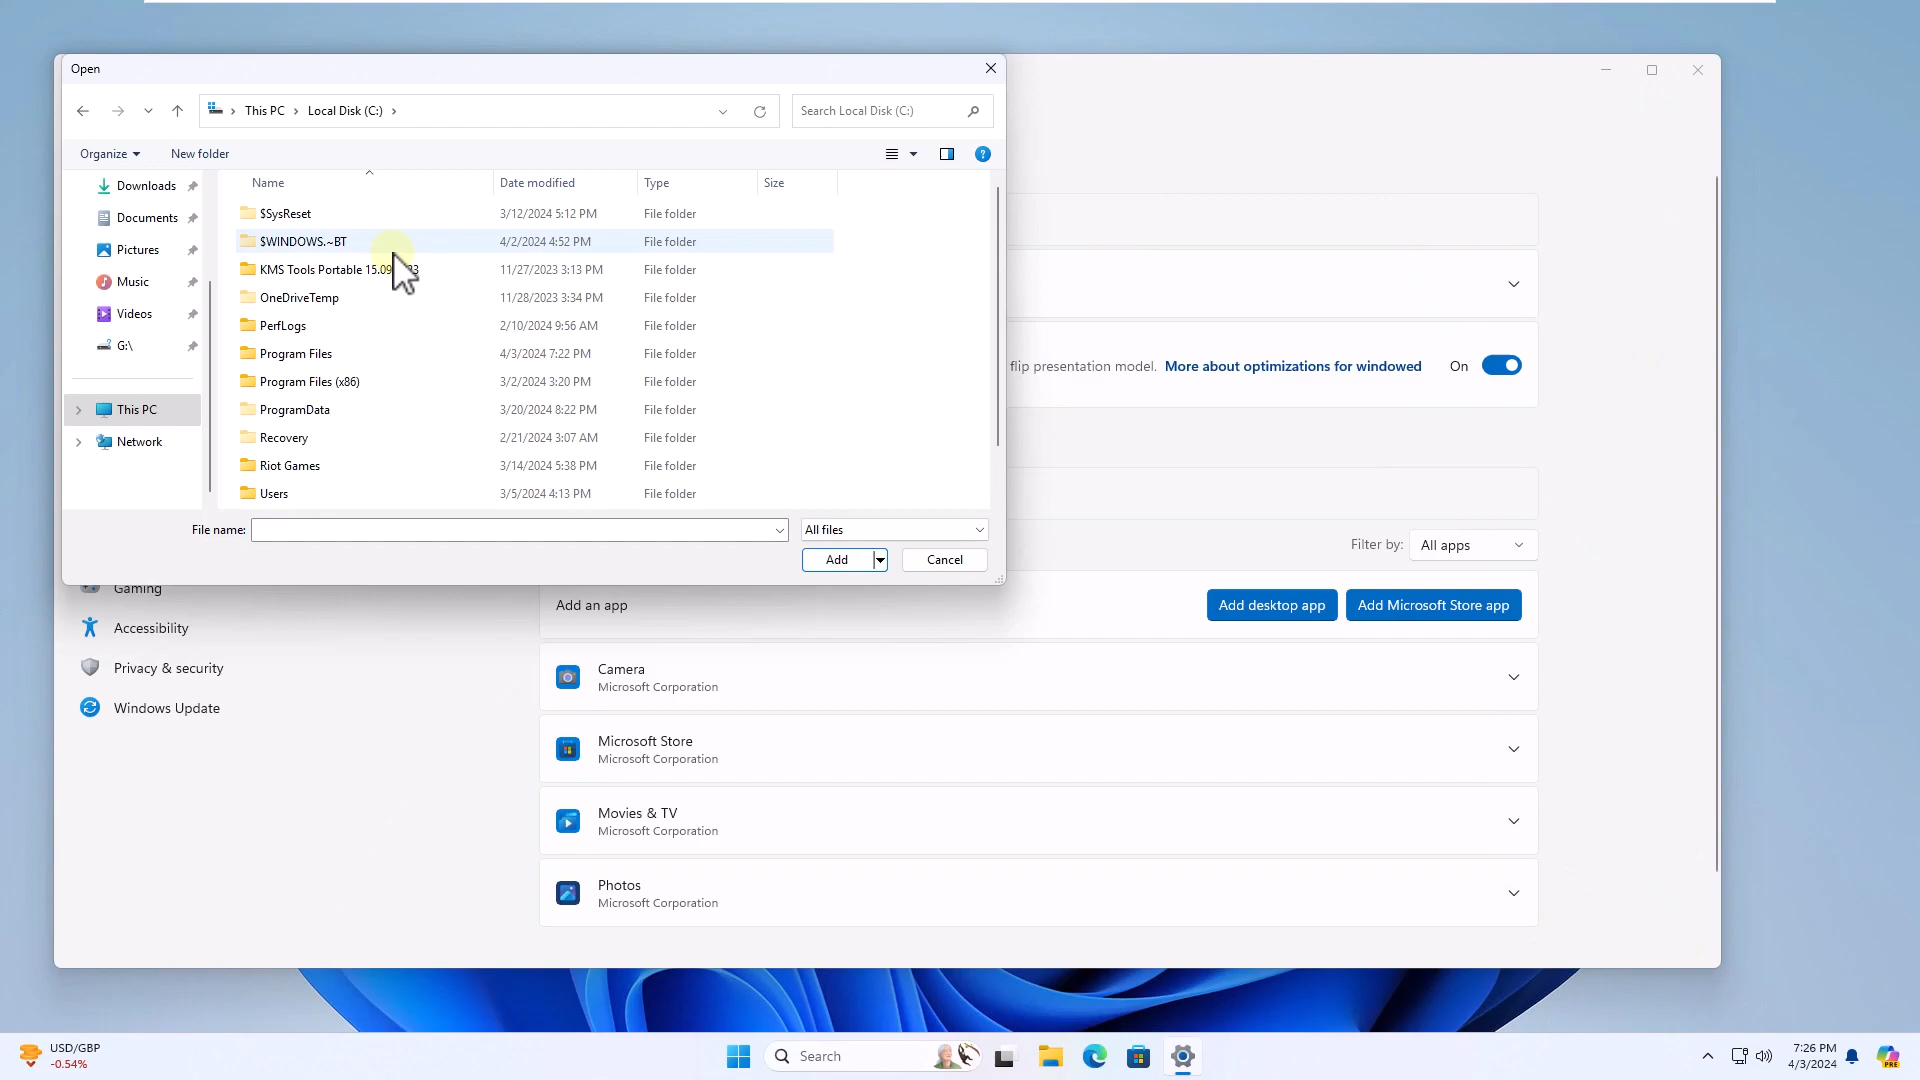 Open
This PC
Local Disk (C:)
Search Local Disk (C:)
Organize
New folder
Name
Date modified
Type
Size
Downloads
Documents
Pictures
Music
Videos
G:\
This PC
Network
$SysReset 3/12/2024 5:12 PM File folder
$WINDOWS.~BT 4/2/2024 4:52 PM File folder
KMS Tools Portable 15.09 11/27/2023 3:13 PM File folder
OneDriveTemp 11/28/2023 3:34 PM File folder
PerfLogs 2/10/2024 9:56 AM File folder
Program Files 4/3/2024 7:22 PM File folder
Program Files (x86) 3/2/2024 3:20 PM File folder
ProgramData 3/20/2024 8:22 PM File folder
Recovery 2/21/2024 3:07 AM File folder
Riot Games 3/14/2024 5:38 PM File folder
Users 3/5/2024 4:13 PM File folder
File name:
All files
Add
Cancel
flip presentation model. More about optimizations for windowed
On
Filter by: All apps
Gaming
Accessibility
Privacy & security
Windows Update
Add an app
Add desktop app
Add Microsoft Store app
Camera
Microsoft Corporation
Microsoft Store
Microsoft Corporation
Movies & TV
Microsoft Corporation
Photos
Microsoft Corporation
USD/GBP
-0.54%
Search
7:26 PM
4/3/2024
PRE